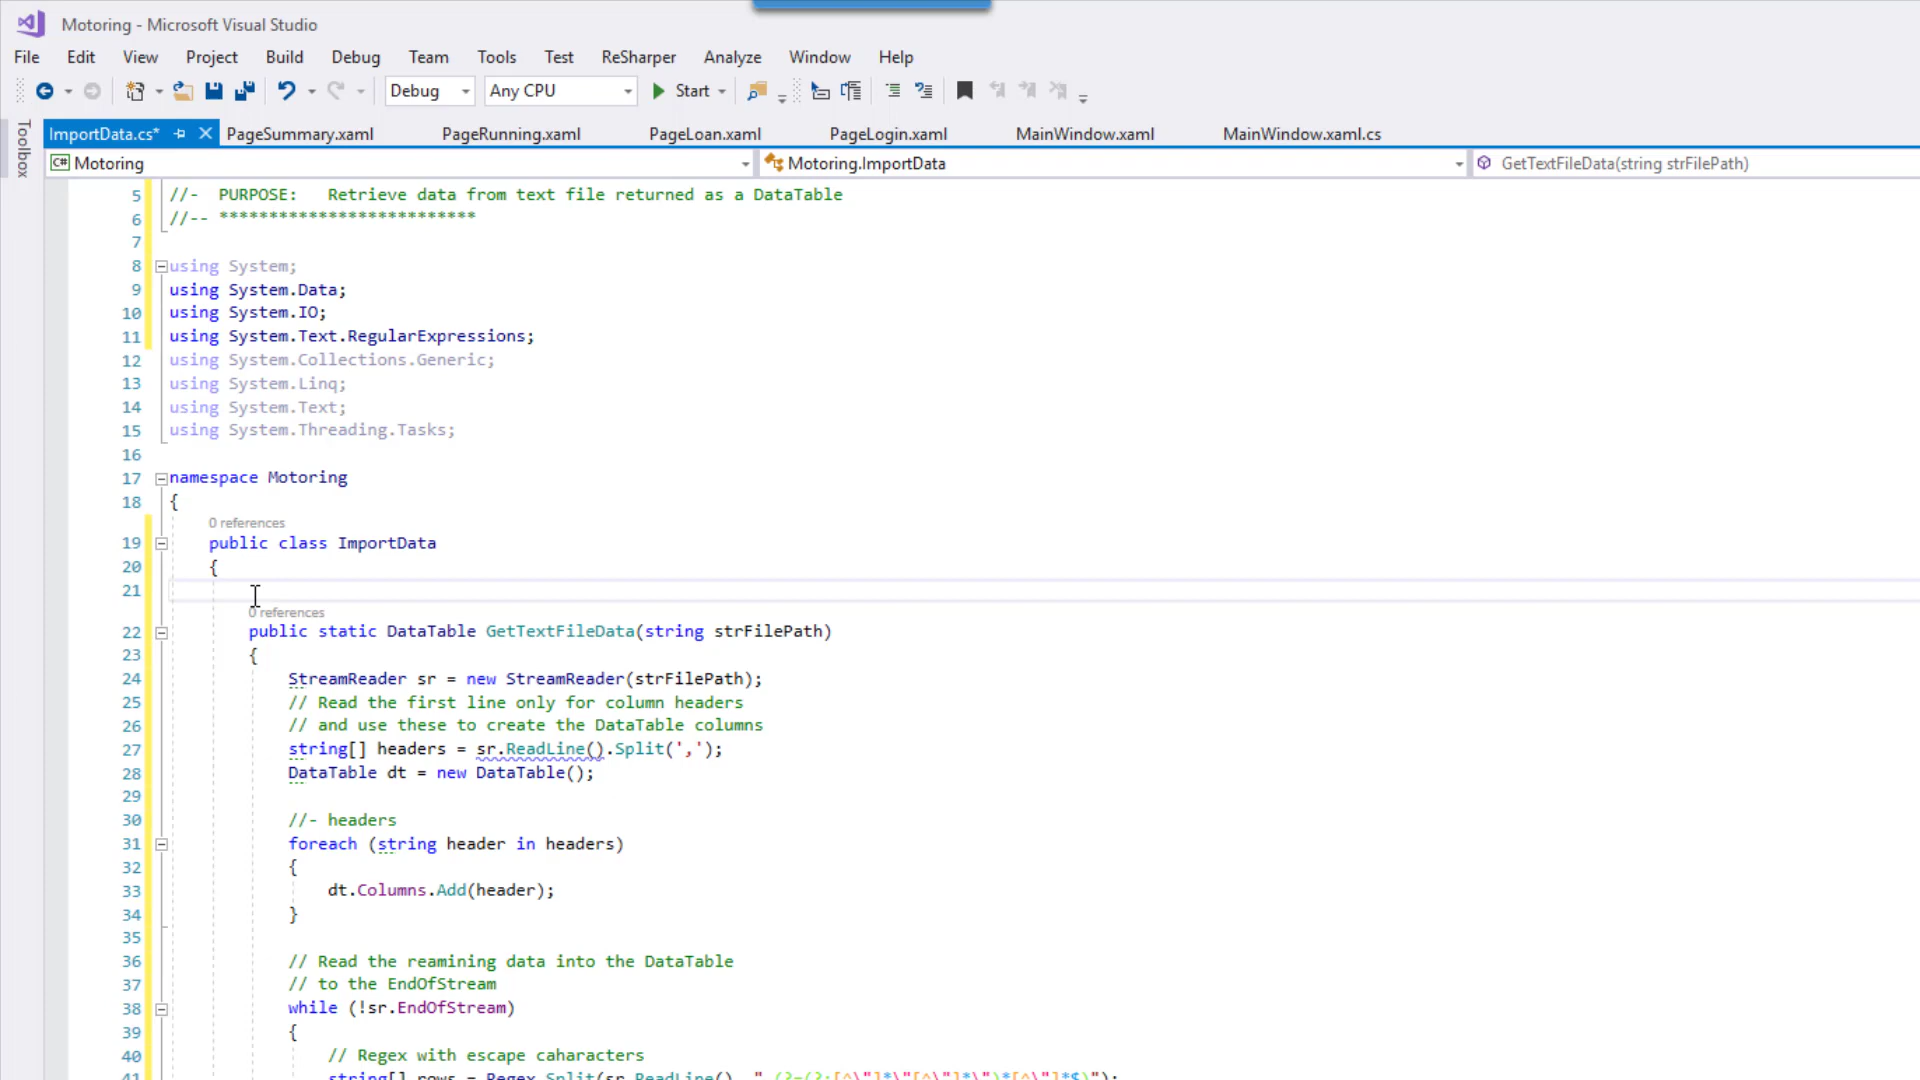 Motoring - Microsoft Visual Studio
File Edit View Project Build Debug Team Tools Test ReSharper Analyze Window Help
Debug Any CPU Start
Toolbox
ImportData.cs* PageSummary.xaml PageRunning.xaml PageLoan.xaml PageLogin.xaml MainWindow.xaml MainWindow.xaml.cs
C# Motoring Motoring.ImportData GetTextFileData(string strFilePath)
5 //- PURPOSE: Retrieve data from text file returned as a DataTable
6 //-- **************************
7
8 using System;
9 using System.Data;
10 using System.IO;
11 using System.Text.RegularExpressions;
12 using System.Collections.Generic;
13 using System.Linq;
14 using System.Text;
15 using System.Threading.Tasks;
16
17 namespace Motoring
18 {
0 references
19 public class ImportData
20 {
21
0 references
22 public static DataTable GetTextFileData(string strFilePath)
23 {
24 StreamReader sr = new StreamReader(strFilePath);
25 // Read the first line only for column headers
26 // and use these to create the DataTable columns
27 string[] headers = sr.ReadLine().Split(',');
28 DataTable dt = new DataTable();
29
30 //- headers
31 foreach (string header in headers)
32 {
33 dt.Columns.Add(header);
34 }
35
36 // Read the reamining data into the DataTable
37 // to the EndOfStream
38 while (!sr.EndOfStream)
39 {
40 // Regex with escape caharacters
41 string[] rows = Regex.Split(sr.ReadLine(),